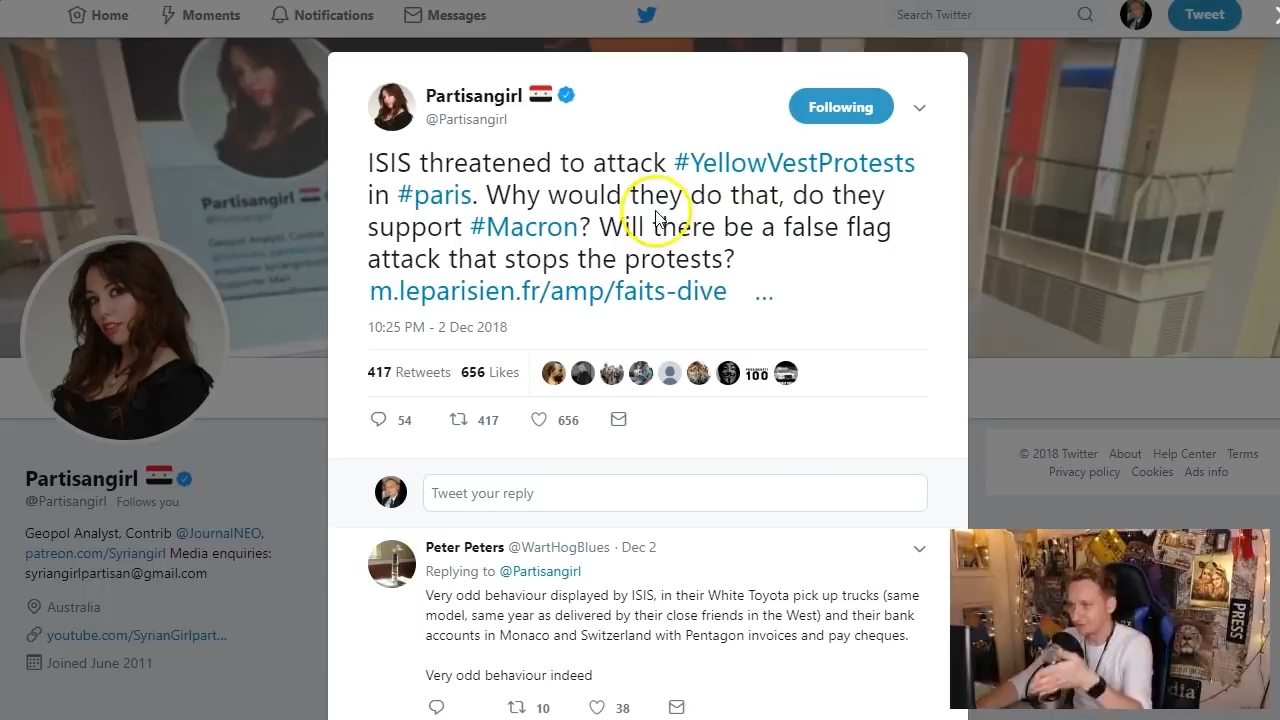 Home
Moments
Notifications
Messages
Search Twitter
Tweet
Partisangirl
@Partisangirl
Following
ISIS threatened to attack #YellowVestProtests
in #paris. Why would they do that, do they
support #Macron? Will there be a false flag
attack that stops the protests?
m.leparisien.fr/amp/faits-dive ...
10:25 PM - 2 Dec 2018
417 Retweets 656 Likes
100
54 417 656
Tweet your reply
Peter Peters @WartHogBlues · Dec 2
Replying to @Partisangirl
Very odd behaviour displayed by ISIS, in their White Toyota pick up trucks (same
model, same year as delivered by their close friends in the West) and their bank
accounts in Monaco and Switzerland with Pentagon invoices and pay cheques.
Very odd behaviour indeed
10 38
Partisangirl
Partisangirl
@Partisangirl Follows you
Geopol Analyst, Contrib @JournalNEO,
patreon.com/Syriangirl Media enquiries:
syriangirlpartisan@gmail.com
Australia
youtube.com/SyrianGirlpart...
Joined June 2011
© 2018 Twitter About Help Center Terms
Privacy policy Cookies Ads info
PRESS
dia